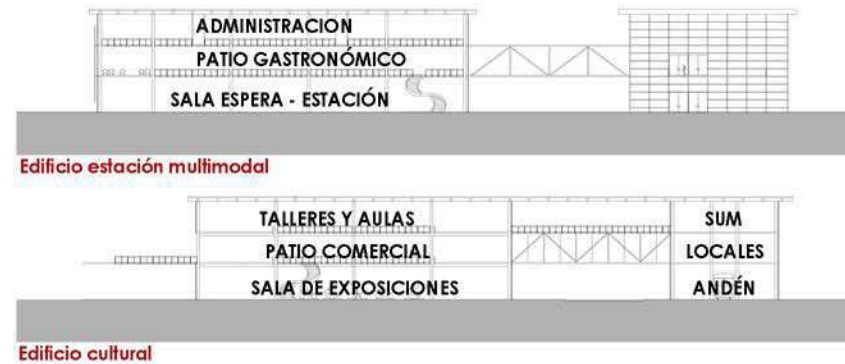 ADMINISTRACION
PATIO GASTRONÓMICO
SALA ESPERA - ESTACIÓN
Edificio estación multimodal
TALLERES Y AULAS
SUM
PATIO COMERCIAL
LOCALES
SALA DE EXPOSICIONES
ANDÉN
Edificio cultural